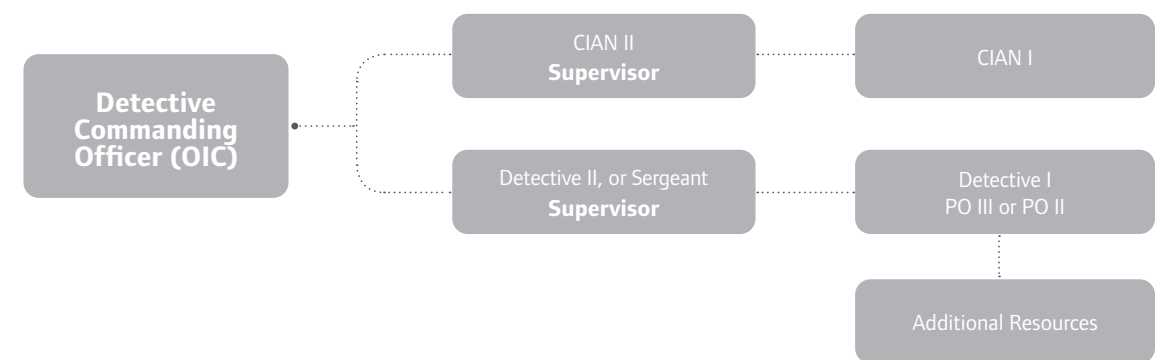 Detective
Commanding
Officer (OIC)
CIAN II
Supervisor
CIAN I
Detective II, or Sergeant
Supervisor
Detective I
PO III or PO II
Additional Resources